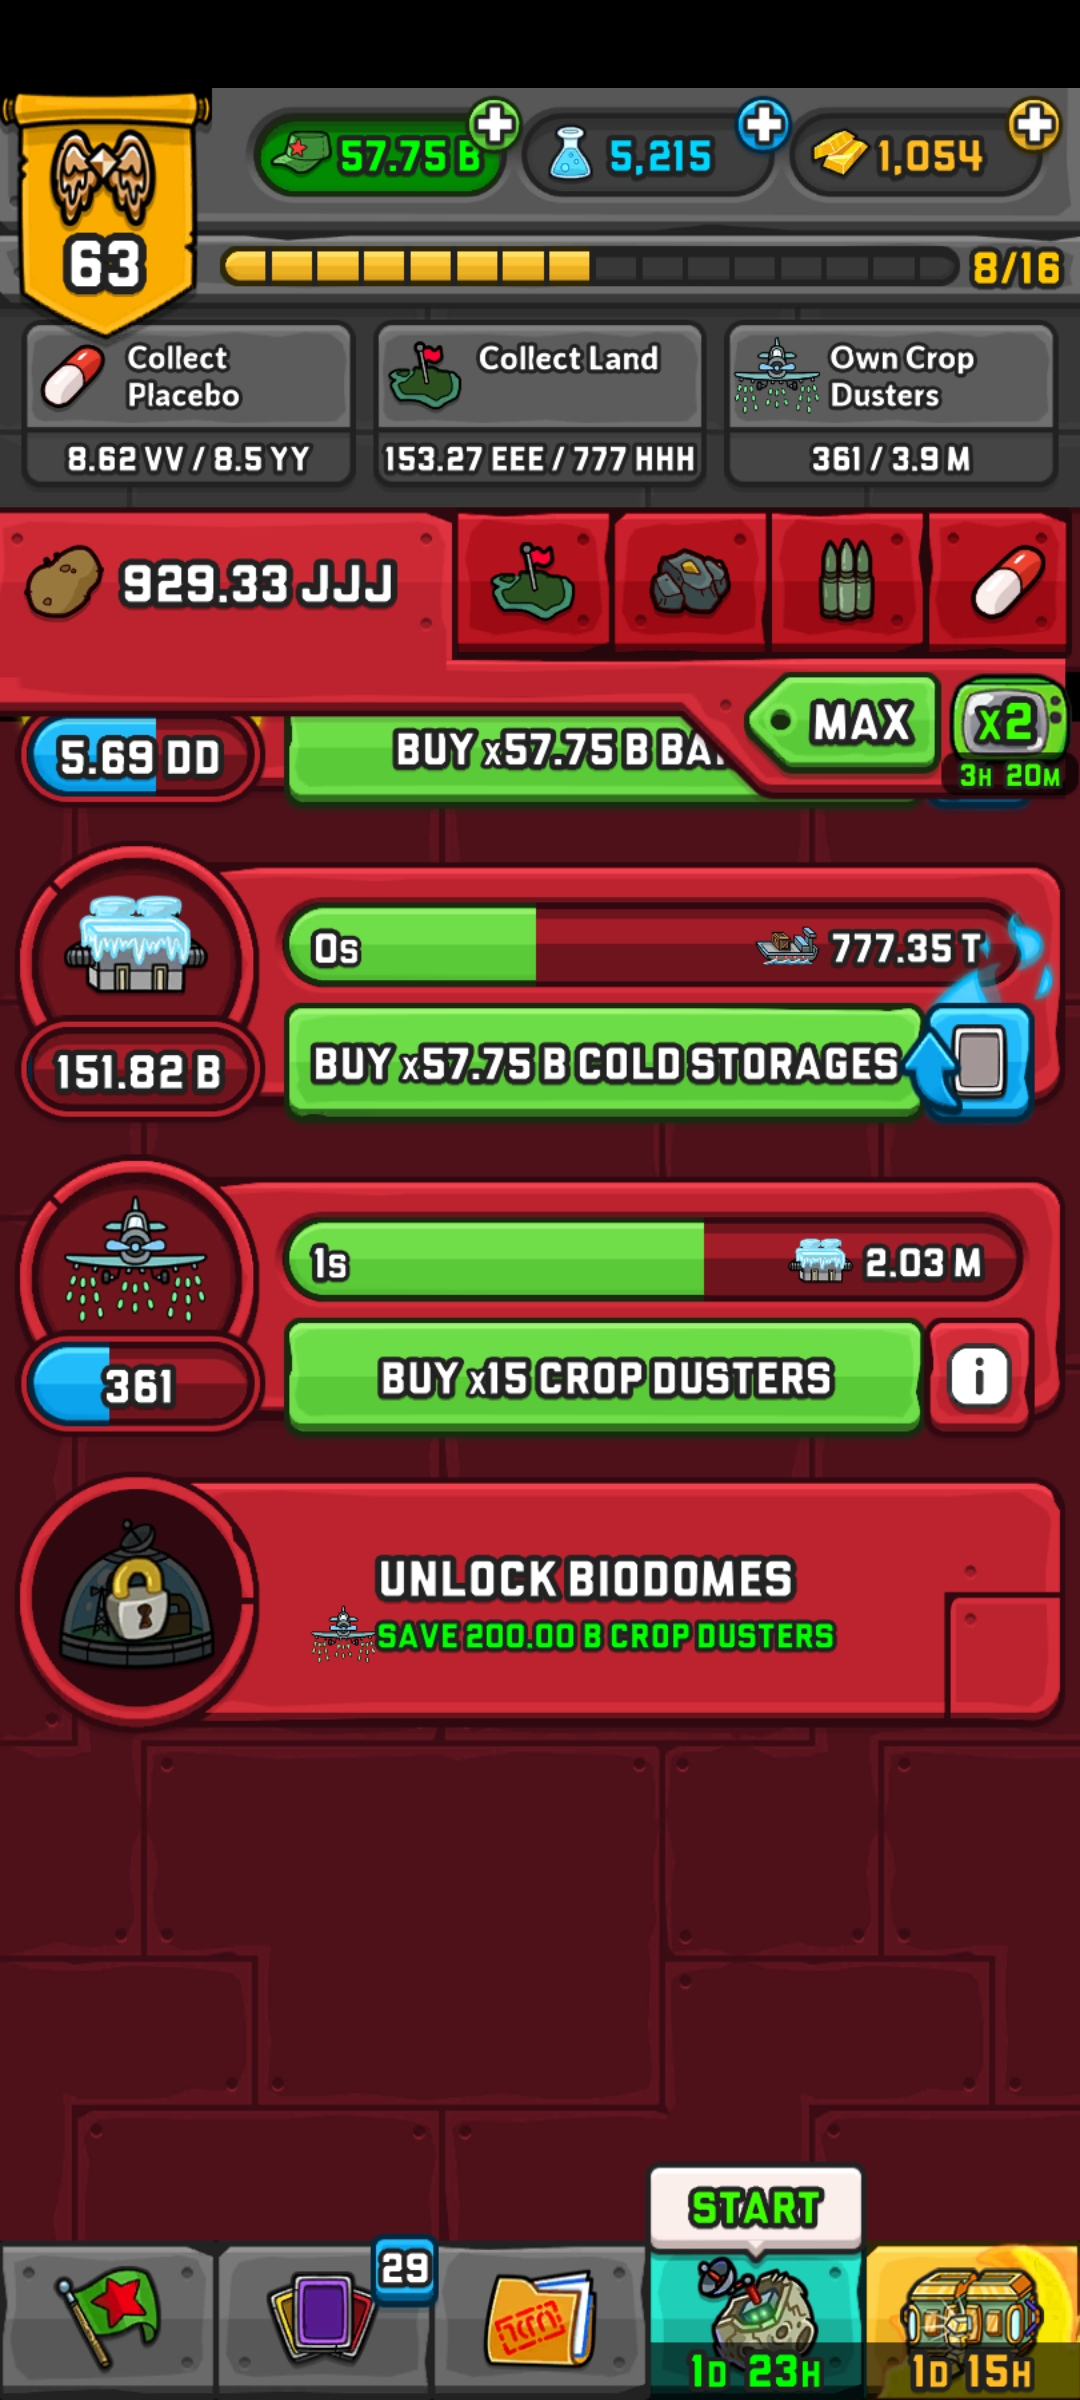 57.75 B
5,215
1,054
63
8/16
Collect
Placebo
8.62 VV / 8.5 YY
Collect Land
153.27 EEE / 777 HHH
Own Crop
Dusters
361 / 3.9 M
929.33 JJJ
MAX
x2
3H 20M
5.69 DD
BUY x57.75 B
0s
777.35 T
151.82 B
BUY x57.75 B COLD STORAGES
1s
2.03 M
361
BUY x15 CROP DUSTERS
i
UNLOCK BIODOMES
SAVE 200.00 B CROP DUSTERS
START
29
1D 23H
1D 15H